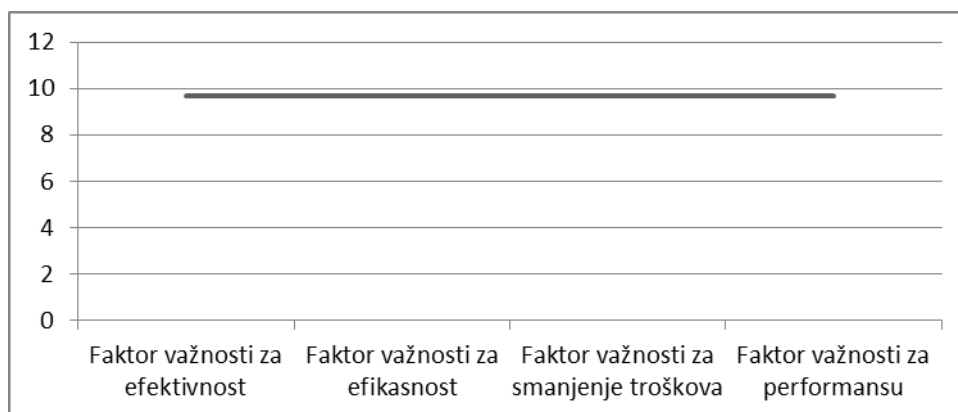 12
10
8
6
4
2
0
Faktor važnosti za efektivnost
Faktor važnosti za efikasnost
Faktor važnosti za smanjenje troškova
Faktor važnosti za performansu